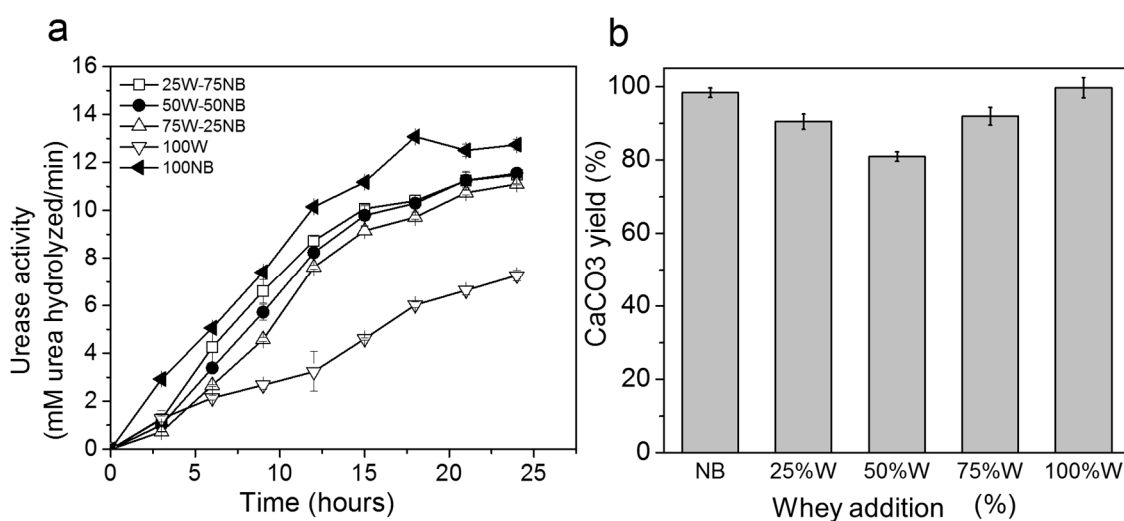 a
16
14
12
10
8
6
4
2
0
Urease activity
(mM urea hydrolyzed/min)
25W-75NB
50W-50NB
75W-25NB
100W
100NB
0 5 10 15 20 25
Time (hours)
b
100
80
60
40
20
0
CaCO3 yield (%)
NB 25%W 50%W 75%W 100%W
Whey addition (%)